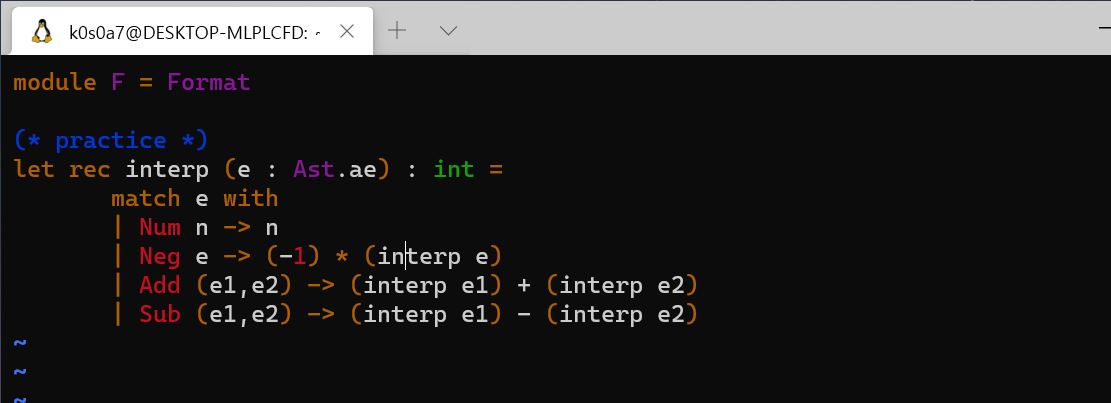 k0s0a7@DESKTOP-MLPLCFD: ~
module F = Format
(* practice *)
let rec interp (e : Ast.ae) : int =
        match e with
        | Num n -> n
        | Neg e -> (-1) * (interp e)
        | Add (e1,e2) -> (interp e1) + (interp e2)
        | Sub (e1,e2) -> (interp e1) - (interp e2)
~
~
~